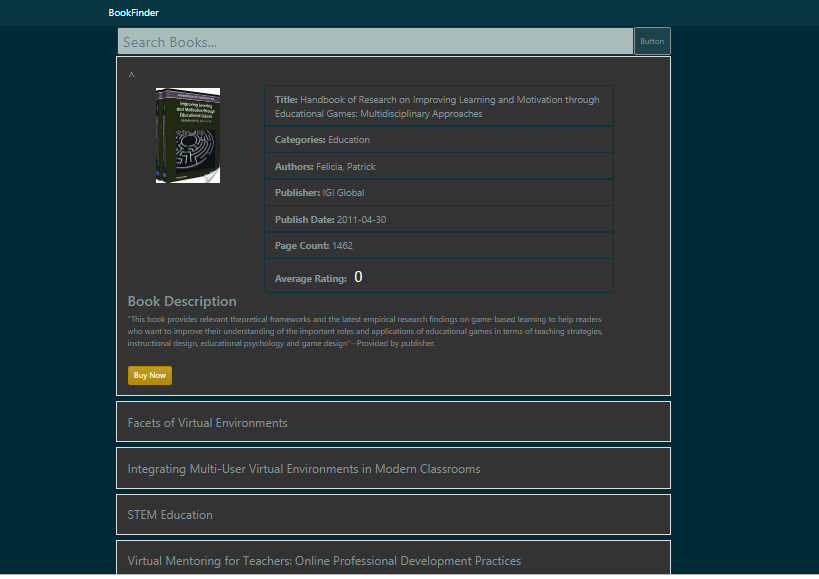 BookFinder
Search Books...
Button
^
Improving Learning
and Motivation through
Educational Games
Title: Handbook of Research on Improving Learning and Motivation through
Educational Games: Multidisciplinary Approaches
Categories: Education
Authors: Felicia, Patrick
Publisher: IGI Global
Publish Date: 2011-04-30
Page Count: 1462
Average Rating: 0
Book Description
"This book provides relevant theoretical frameworks and the latest empirical research findings on game-based learning to help readers
who want to improve their understanding of the important roles and applications of educational games in terms of teaching strategies,
instructional design, educational psychology and game design"--Provided by publisher.
Buy Now
Facets of Virtual Environments
Integrating Multi-User Virtual Environments in Modern Classrooms
STEM Education
Virtual Mentoring for Teachers: Online Professional Development Practices